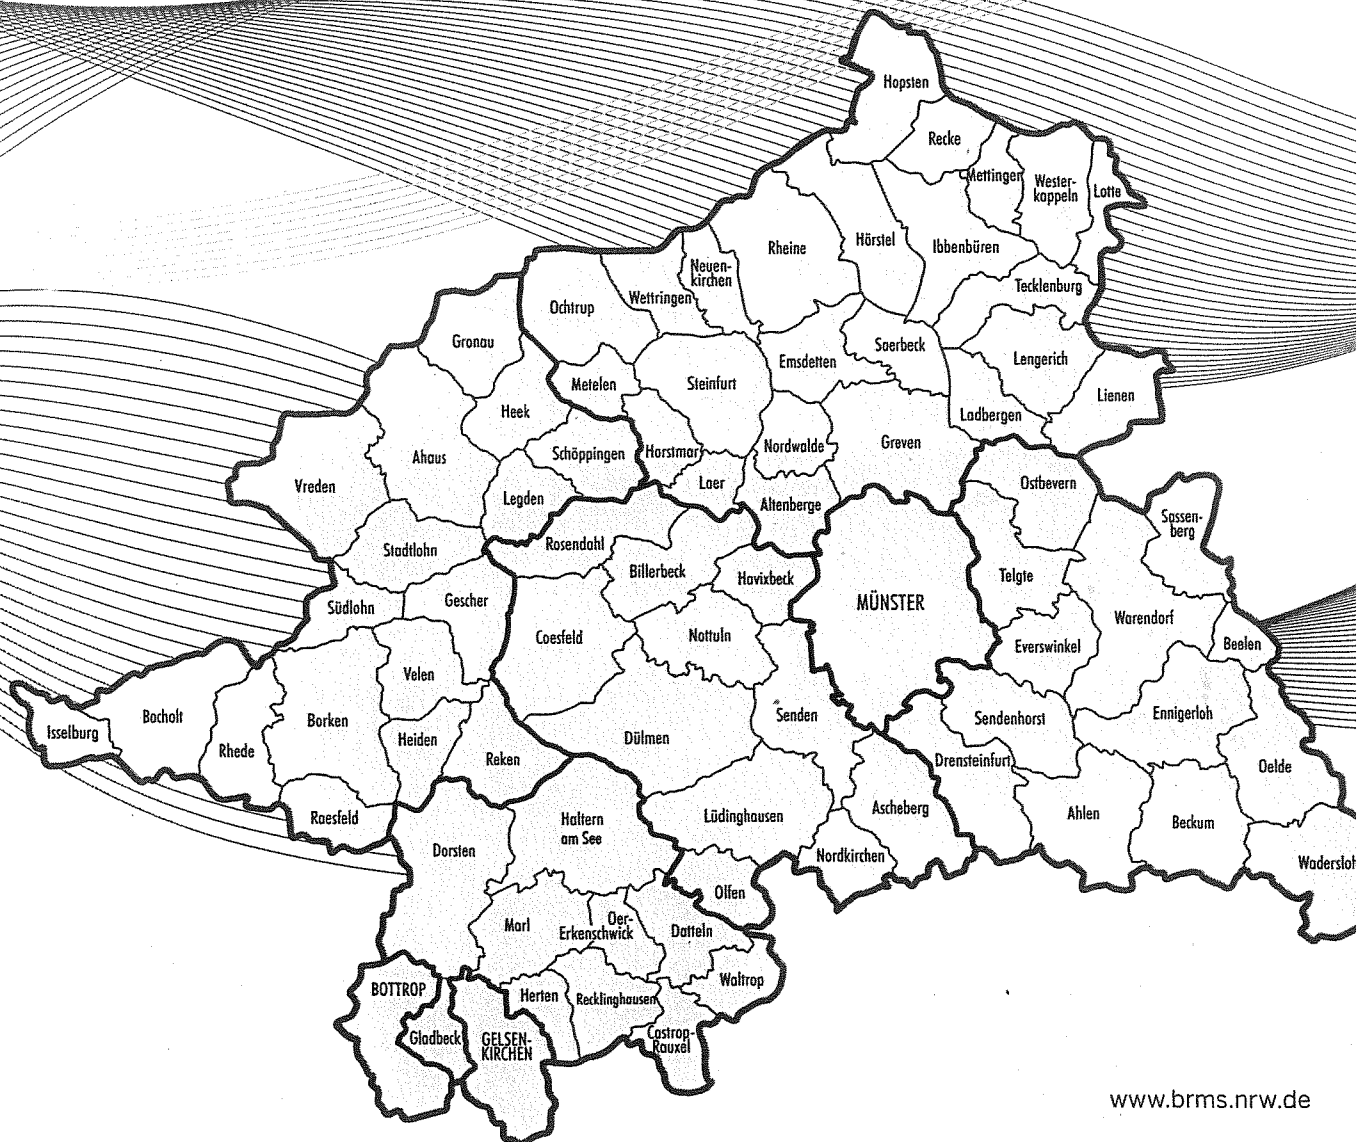 Hopsten
Recke
Mettingen
Wester-
kappeln
Lotte
Rheine
Hörstel
Ibbenbüren
Neuen-
kirchen
Wettringen
Ochtrup
Tecklenburg
Gronau
Metelen
Steinfurt
Emsdetten
Saerbeck
Lengerich
Lienen
Heek
Ladbergen
Ahaus
Schöppingen
Horstmar
Nordwalde
Greven
Vreden
Legden
Laer
Altenberge
Ostbevern
Sassen-
berg
Stadtlohn
Rosendahl
Billerbeck
Havixbeck
Telgte
Südlohn
Gescher
MÜNSTER
Coesfeld
Nottuln
Warendorf
Everswinkel
Beelen
Velen
Isselburg
Bocholt
Rhede
Borken
Heiden
Reken
Dülmen
Senden
Sendenhorst
Ennigerloh
Drensteinfurt
Oelde
Raesfeld
Haltern
am See
Lüdinghausen
Ascheberg
Ahlen
Beckum
Dorsten
Nordkirchen
Wadersloh
Olfen
Marl
Oer-
Erkenschwick
Datteln
BOTTROP
Herten
Recklinghausen
Waltrop
Gladbeck
GELSEN-
KIRCHEN
Castrop-
Rauxel
www.brms.nrw.de